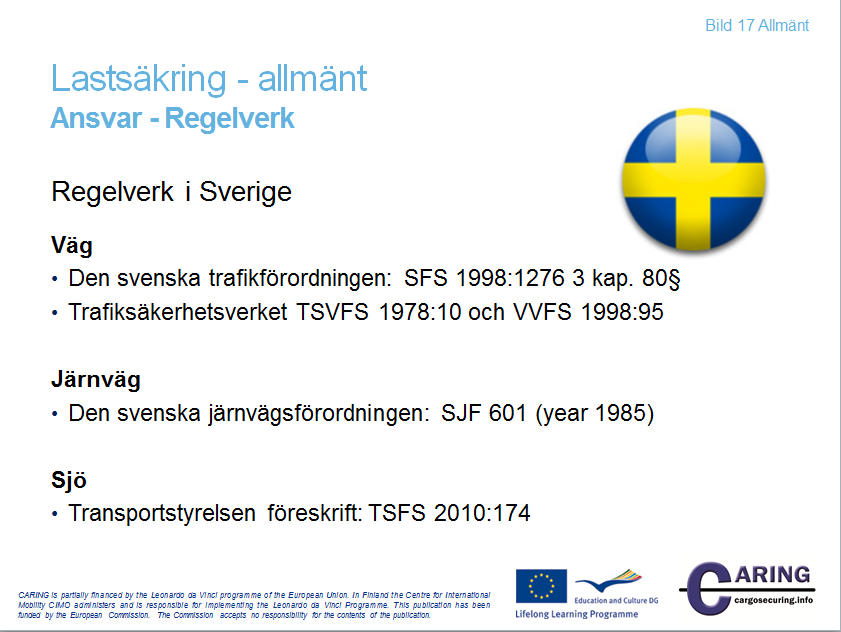 Bild 17 Allmänt
Lastsäkring - allmänt
Ansvar - Regelverk
Regelverk i Sverige
Väg
• Den svenska trafikförordningen: SFS 1998:1276 3 kap. 80§
• Trafiksäkerhetsverket TSVFS 1978:10 och VVFS 1998:95
Järnväg
• Den svenska järnvägsförordningen: SJF 601 (year 1985)
Sjö
• Transportstyrelsen föreskrift: TSFS 2010:174
CARING is partially financed by the Leonardo da Vinci programme of the European Union. In Finland the Centre for International
Mobility CIMO administers and is responsible for implementing the Leonardo da Vinci Programme. This publication has been
funded by the European Commission. The Commission accepts no responsibility for the contents of the publication.
Education and Culture DG
Lifelong Learning Programme
CARING
cargosecuring.info